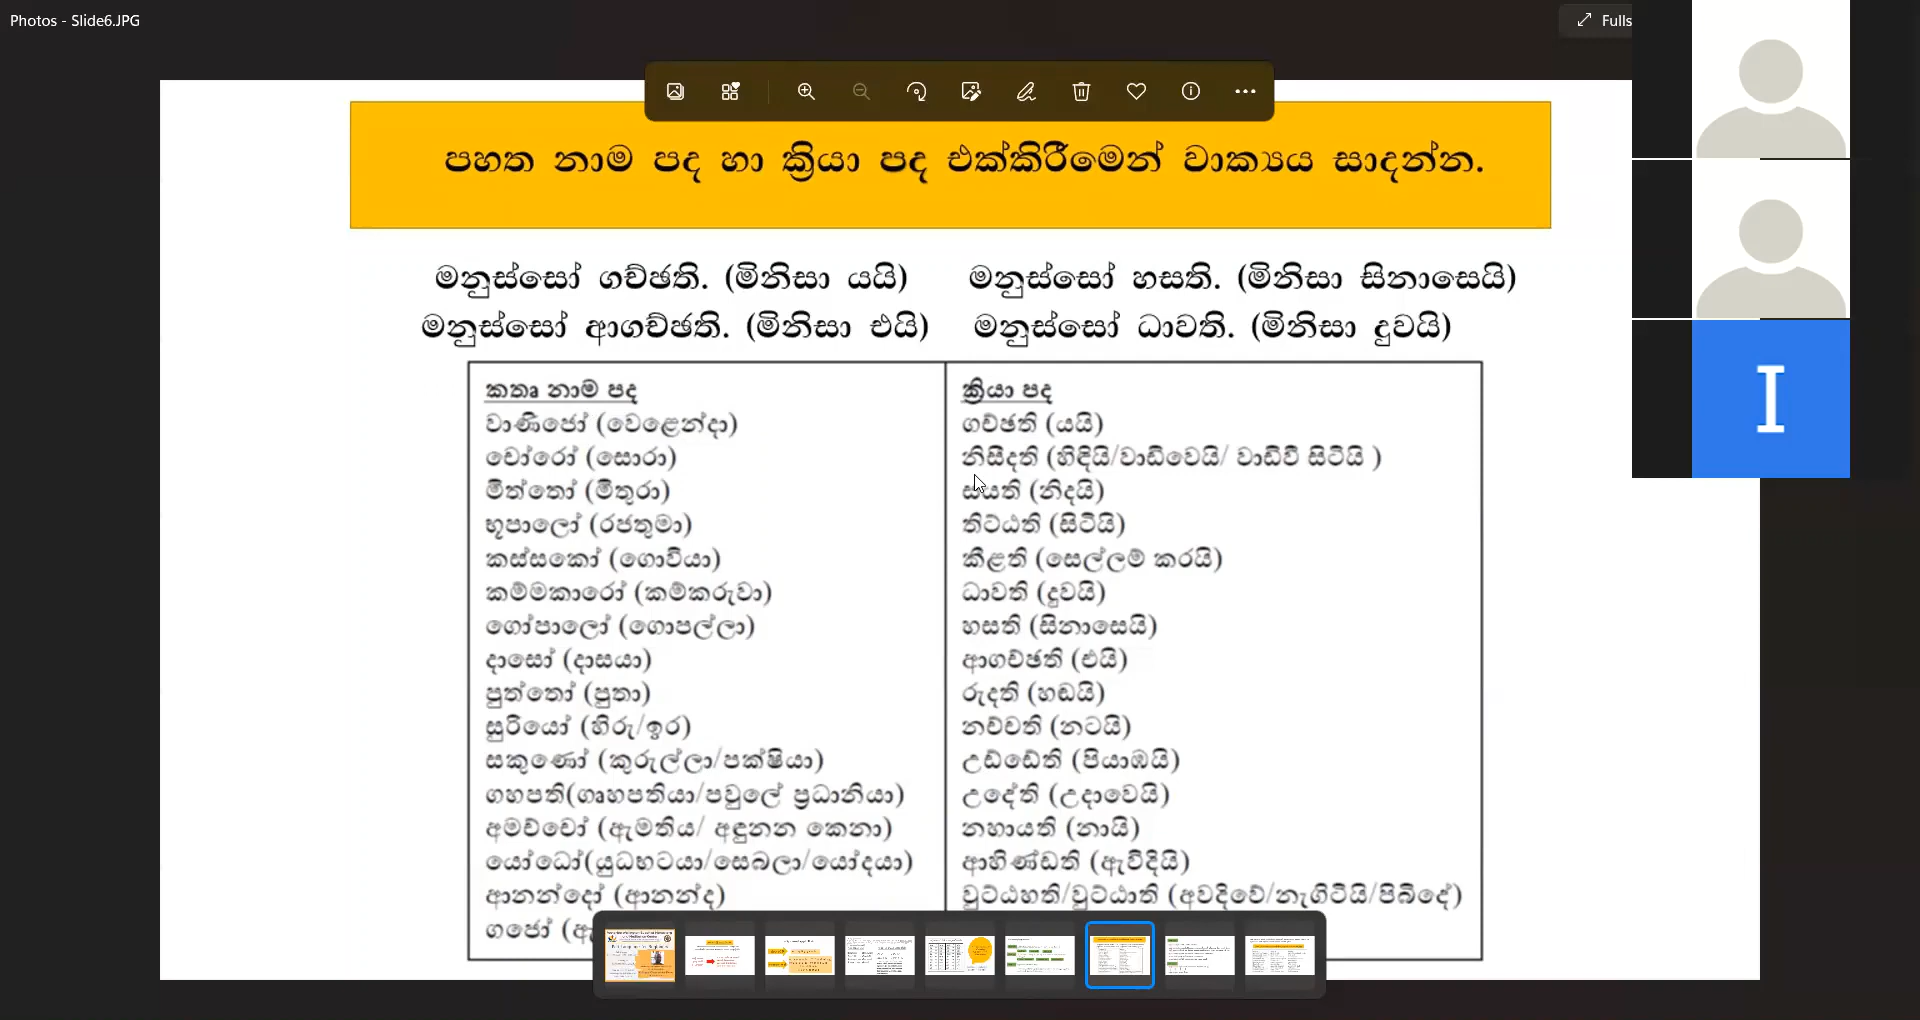 Photos - Slide6.JPG
Fulls
පහත නාම පද හා ක්‍රියා පද එක්කිරීමෙන් වාක්‍යය සාදන්න.
මනුස්සෝ ගච්ඡති. (මිනිසා යයි) මනුස්සෝ හසති. (මිනිසා සිනාසෙයි)
මනුස්සෝ ආගච්ඡති. (මිනිසා එයි) මනුස්සෝ ධාවති. (මිනිසා දුවයි)
කතෘ නාම පද
වාණිජෝ (වෙළෙන්දා)
චෝරෝ (සොරා)
මිත්තෝ (මිතුරා)
භූපාලෝ (රජතුමා)
කස්සකෝ (ගොවියා)
කම්මකාරෝ (කම්කරුවා)
ගෝපාලෝ (ගොපල්ලා)
දාසෝ (දාසයා)
පුත්තෝ (පුතා)
සුරියෝ (හිරු/ඉර)
සකුණෝ (කුරුල්ලා/පක්ෂියා)
ගහපති(ගෘහපතියා/පවුලේ ප්‍රධානියා)
අමච්චෝ (ඇමතිය/ අඳුනන කෙනා)
යෝධෝ(යුධභටයා/සෙබලා/යෝදයා)
ආනන්දෝ (ආනන්ද)
ගජෝ
ක්‍රියා පද
ගච්ඡති (යයි)
නිසීදති (හිඳියි/වාඩිවෙයි/ වාඩිවී සිටියි )
සයති (නිදයි)
තිට්ඨති (සිටියි)
කීළති (සෙල්ලම් කරයි)
ධාවති (දුවයි)
හසති (සිනාසෙයි)
ආගච්ඡති (එයි)
රුදති (හඬයි)
නච්චති (නටයි)
උඩ්ඩේති (පියාඹයි)
උදේති (උදාවෙයි)
නහායති (නායි)
ආහිණ්ඩති (ඇවිදියි)
වුට්ඨහති/වුට්ඨාති (අවදිවේ/නැගිටියි/පිබිදේ)
I